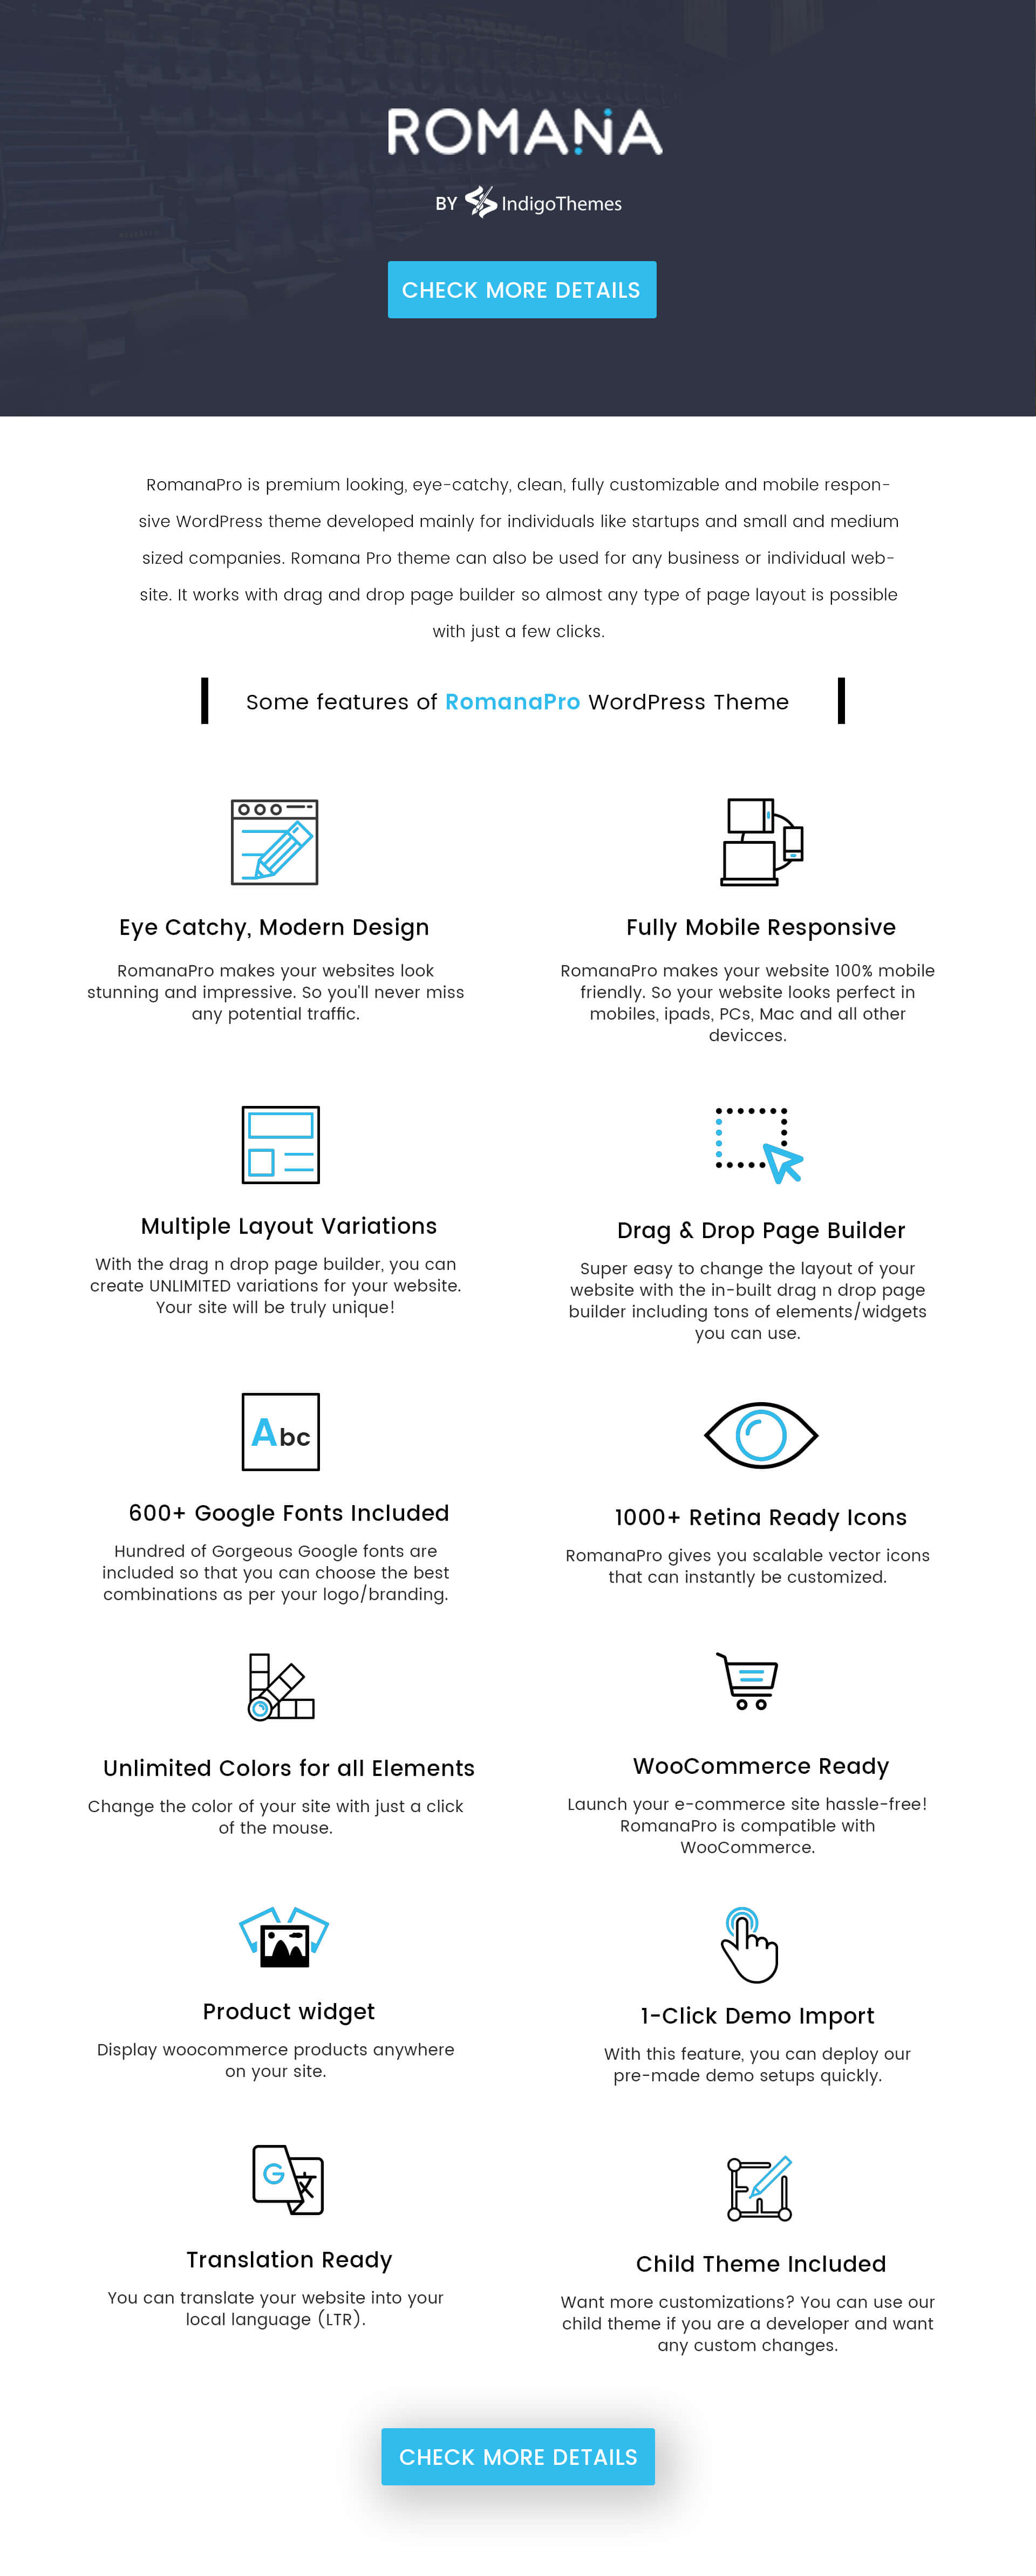 ROMANA
BY IndigoThemes
CHECK MORE DETAILS
RomanaPro is premium looking, eye-catchy, clean, fully customizable and mobile respon-
sive WordPress theme developed mainly for individuals like startups and small and medium
sized companies. Romana Pro theme can also be used for any business or individual web-
site. It works with drag and drop page builder so almost any type of page layout is possible
with just a few clicks.
Some features of RomanaPro WordPress Theme
Eye Catchy, Modern Design
RomanaPro makes your websites look
stunning and impressive. So you'll never miss
any potential traffic.
Fully Mobile Responsive
RomanaPro makes your website 100% mobile
friendly. So your website looks perfect in
mobiles, ipads, PCs, Mac and all other
devicces.
Multiple Layout Variations
With the drag n drop page builder, you can
create UNLIMITED variations for your website.
Your site will be truly unique!
Drag & Drop Page Builder
Super easy to change the layout of your
website with the in-built drag n drop page
builder including tons of elements/widgets
you can use.
Abc
600+ Google Fonts Included
Hundred of Gorgeous Google fonts are
included so that you can choose the best
combinations as per your logo/branding.
1000+ Retina Ready Icons
RomanaPro gives you scalable vector icons
that can instantly be customized.
Unlimited Colors for all Elements
Change the color of your site with just a click
of the mouse.
WooCommerce Ready
Launch your e-commerce site hassle-free!
RomanaPro is compatible with
WooCommerce.
Product widget
Display woocommerce products anywhere
on your site.
1-Click Demo Import
With this feature, you can deploy our
pre-made demo setups quickly.
G 文
Translation Ready
You can translate your website into your
local language (LTR).
Child Theme Included
Want more customizations? You can use our
child theme if you are a developer and want
any custom changes.
CHECK MORE DETAILS